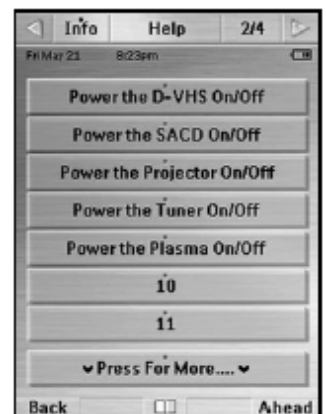 Info Help 2/4
Fri May 21 8:23pm
Power the D-VHS On/Off
Power the SACD On/Off
Power the Projector On/Off
Power the Tuner On/Off
Power the Plasma On/Off
10
11
Press For More....
Back Ahead